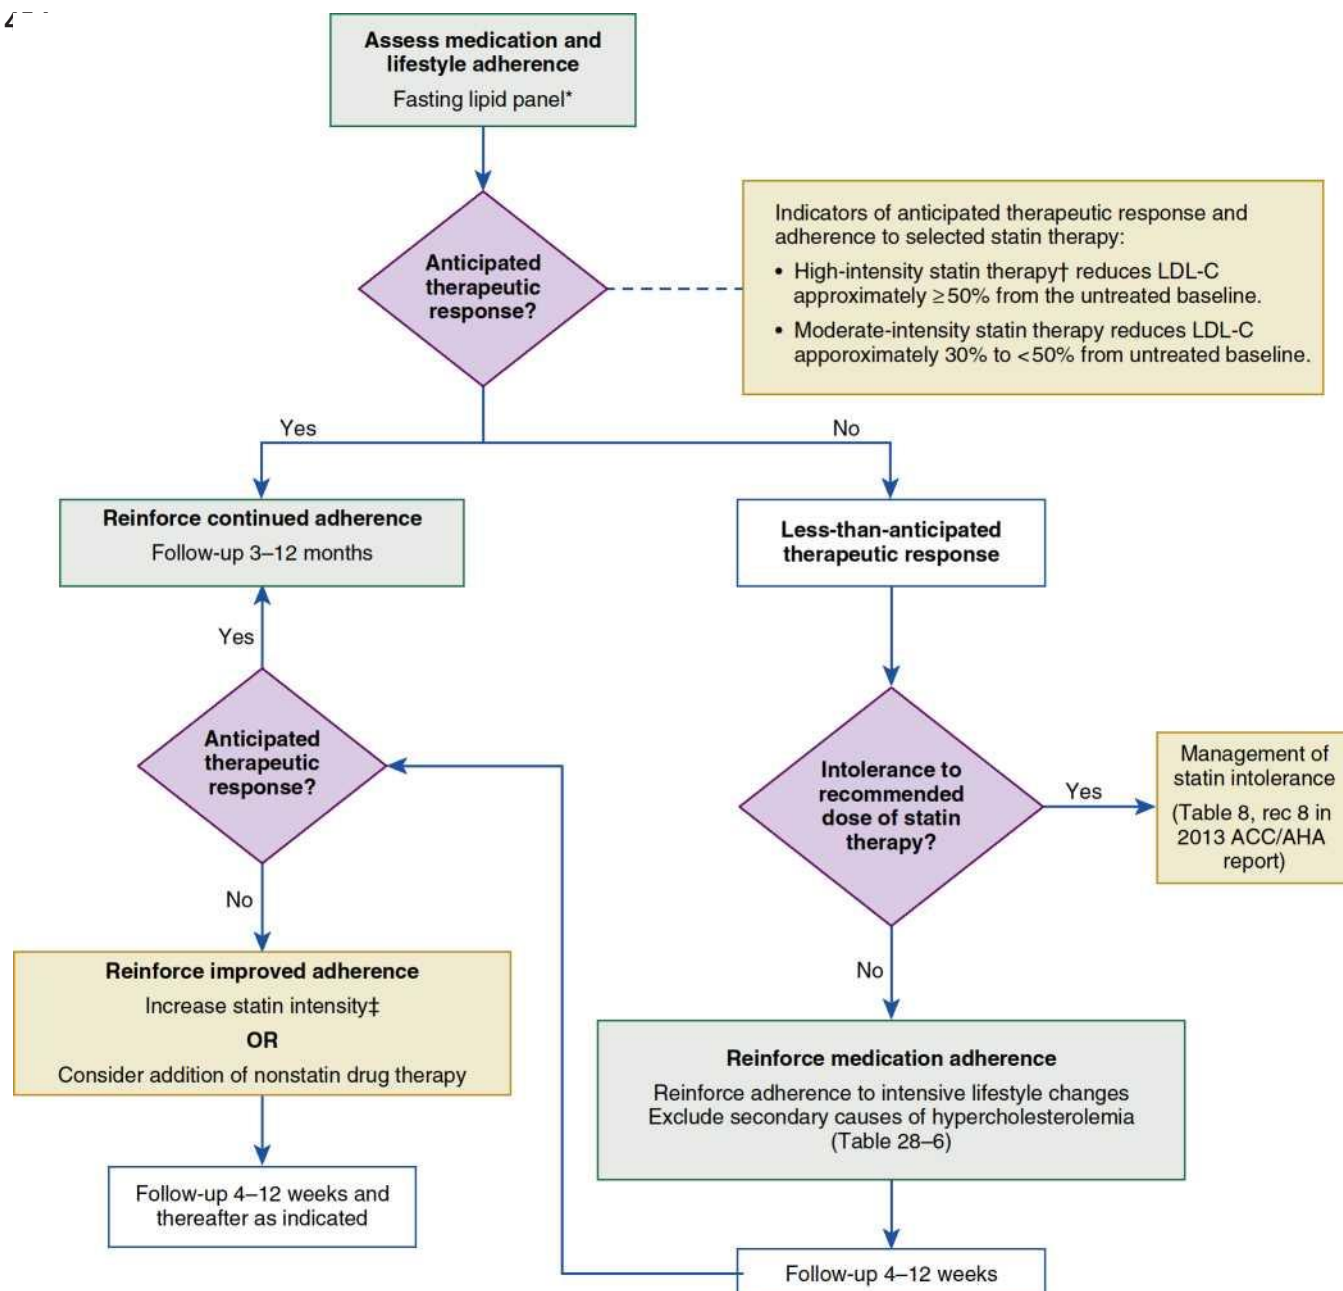 Assess medication and
lifestyle adherence
Fasting lipid panel*
Anticipated
therapeutic
response?
Indicators of anticipated therapeutic response and
adherence to selected statin therapy:
• High-intensity statin therapy† reduces LDL-C
approximately ≥50% from the untreated baseline.
• Moderate-intensity statin therapy reduces LDL-C
apporoximately 30% to <50% from untreated baseline.
Yes
No
Reinforce continued adherence
Follow-up 3–12 months
Less-than-anticipated
therapeutic response
Yes
Anticipated
therapeutic
response?
Intolerance to
recommended
dose of statin
therapy?
Yes
Management of
statin intolerance
(Table 8, rec 8 in
2013 ACC/AHA
report)
No
No
Reinforce improved adherence
Increase statin intensity‡
OR
Consider addition of nonstatin drug therapy
Reinforce medication adherence
Reinforce adherence to intensive lifestyle changes
Exclude secondary causes of hypercholesterolemia
(Table 28–6)
Follow-up 4–12 weeks and
thereafter as indicated
Follow-up 4–12 weeks